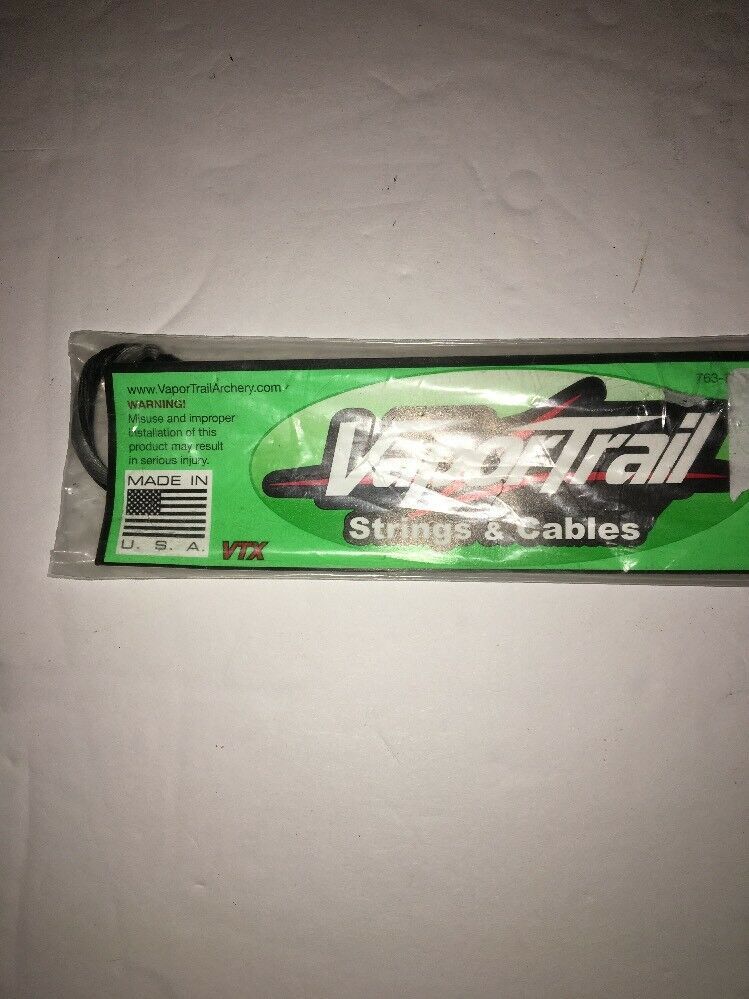 www.VaporTrailArchery.com
WARNING!
Misuse and improper
installation of this
product may result
in serious injury.
MADE IN
U. S. A.
VTX
VaporTrail
Strings & Cables
763-